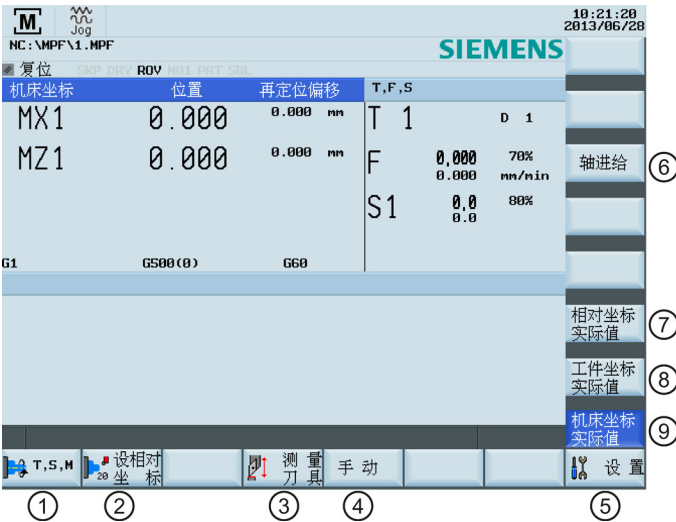 M
Jog
10:21:20
2013/06/28
NC:\MPF\1.MPF
SIEMENS
复位 SKP DRY ROV M01 PRT SBL
机床坐标 位置 再定位偏移 T,F,S
MX1 0.000 0.000 mm T 1 D 1
MZ1 0.000 0.000 mm F 0.000 70%
0.000 mm/min
S1 0.0 80%
0.0
G1 G500(0) G60
轴进给 ⑥
相对坐标
实际值 ⑦
工件坐标
实际值 ⑧
机床坐标
实际值 ⑨
T,S,M
20 设相对
坐 标
测 量
刀 具
手 动
设 置
① ② ③ ④ ⑤